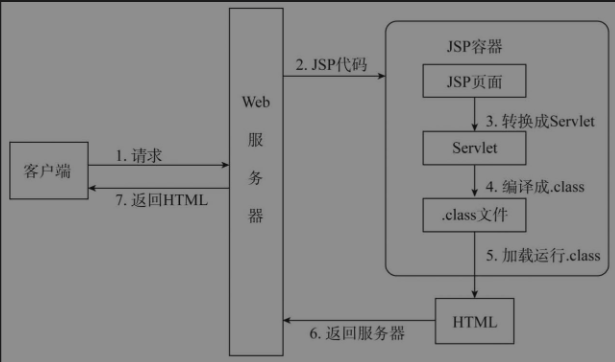 JSP容器
2. JSP代码
JSP页面
Web
服
务
器
3. 转换成Servlet
1. 请求
Servlet
客户端
4. 编译成.class
7. 返回HTML
.class文件
5. 加载运行.class
6. 返回服务器
HTML